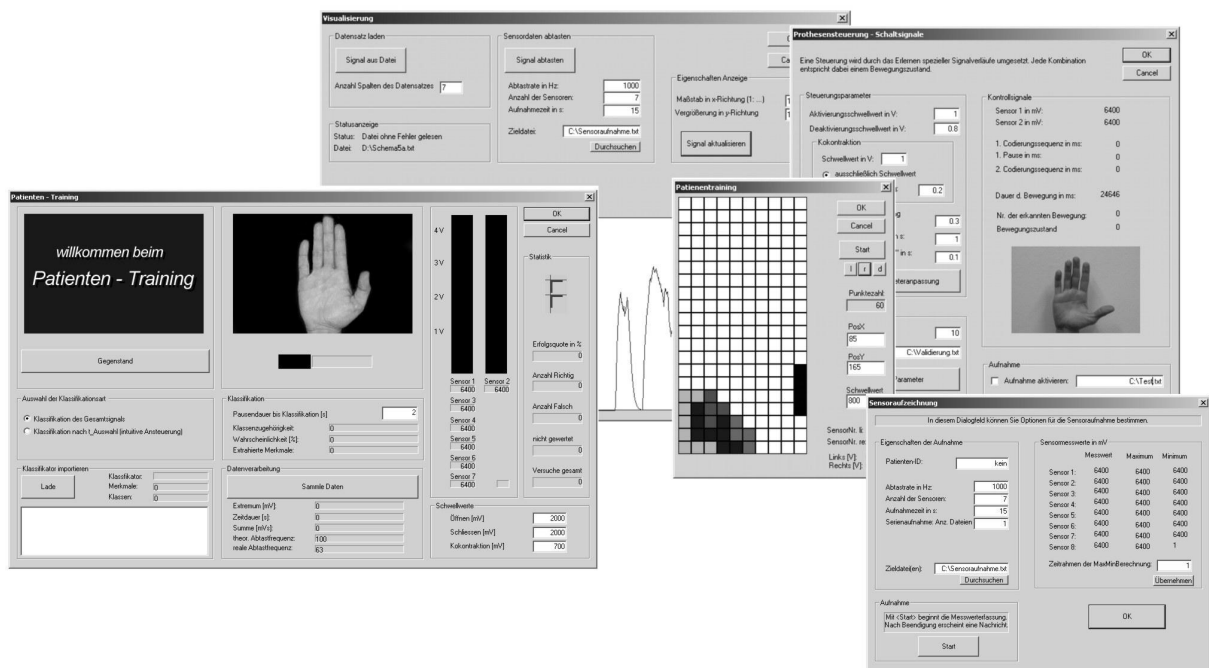 Visualisierung
Datensatz laden
Signal aus Datei
Anzahl Spalten des Datensatzes 7
Statusanzeige
Status: Datei ohne Fehler gelesen
Datei: D:\Schema5a.txt
Sensordaten abtasten
Signal abtasten
Abtastrate in Hz: 1000
Anzahl der Sensoren: 7
Aufnahmezeit in s: 15
Zieldatei: C:\Sensoraufnahme.txt
Durchsuchen
Eigenschaften Anzeige
Maßstab in x-Richtung (1: ...)
Vergrößerung in y-Richtung
Signal aktualisieren
Prothesensteuerung - Schaltsignale
Eine Steuerung wird durch das Erlernen spezieller Signalverläufe umgesetzt. Jede Kombination
entspricht dabei einem Bewegungszustand.
OK
Cancel
Steuerungsparameter
Aktivierungsschwellwert in V: 1
Deaktivierungsschwellwert in V: 0.8
Kokontraktion
Schwellwert in V: 1
ausschließlich Schwellwert
0.2
0.3
1
0.1
10
C:\Validierung.txt
Kontrollsignale
Sensor 1 in mV: 6400
Sensor 2 in mV: 6400
1. Codierungssequenz in ms: 0
1. Pause in ms: 0
2. Codierungssequenz in ms: 0
Dauer d. Bewegung in ms: 24646
Nr. der erkannten Bewegung: 0
Bewegungszustand 0
Aufnahme
Aufnahme aktivieren: C:\Test.txt
Patienten - Training
willkommen beim
Patienten - Training
Gegenstand
Auswahl der Klassifikationsart
Klassifikation des Gesamtsignals
Klassifikation nach t_Auswahl (intuitive Ansteuerung)
Klassifikator importieren
Lade
Klassifikator:
Merkmale: 0
Klassen: 0
Klassifikation
Pausendauer bis Klassifikation [s] 2
Klassenzugehörigkeit: 0
Wahrscheinlichkeit [%]: 0
Extrahierte Merkmale: 0
Datenverarbeitung
Sammle Daten
Extremum [mV]: 0
Zeitdauer [s]: 0
Summe [mVs]: 0
theor. Abtastfrequenz: 100
reale Abtastfrequenz 63
4 V
3 V
2 V
1 V
Sensor 1 Sensor 2
6400 6400
Sensor 3
6400
Sensor 4
6400
Sensor 5
6400
Sensor 6
6400
Sensor 7
6400
Schwellwerte
Öffnen [mV] 2000
Schliessen [mV] 2000
Kokontraktion [mV] 700
OK
Cancel
Statistik
Erfolgsquote in %
0
Anzahl Richtig
0
Anzahl Falsch
0
nicht gewertet
0
Versuche gesamt
0
Patienentraining
OK
Cancel
Start
l r d
Punktezahl:
60
PosX
85
PosY
165
Schwellwert
800
SensorNr. li:
SensorNr. re:
Links [V]:
Rechts [V]:
Sensoraufzeichnung
In diesem Dialogfeld können Sie Optionen für die Sensoraufnahme bestimmen.
Eigenschaften der Aufnahme
Patienten-ID: kein
Abtastrate in Hz: 1000
Anzahl der Sensoren: 7
Aufnahmezeit in s: 15
Serienaufnahme: Anz. Dateien 1
Zieldatei(en): C:\Sensoraufnahme.txt
Durchsuchen
Aufnahme
Mit <Start> beginnt die Messwerterfassung.
Nach Beendigung erscheint eine Nachricht.
Start
Sensormesswerte in mV
Messwert Maximum Minimum
Sensor 1: 6400 6400 6400
Sensor 2: 6400 6400 6400
Sensor 3: 6400 6400 6400
Sensor 4: 6400 6400 6400
Sensor 5: 6400 6400 6400
Sensor 6: 6400 6400 6400
Sensor 7: 6400 6400 6400
Sensor 8: 6400 6400 1
Zeitrahmen der MaxMinBerechnung: 1
Übernehmen
OK